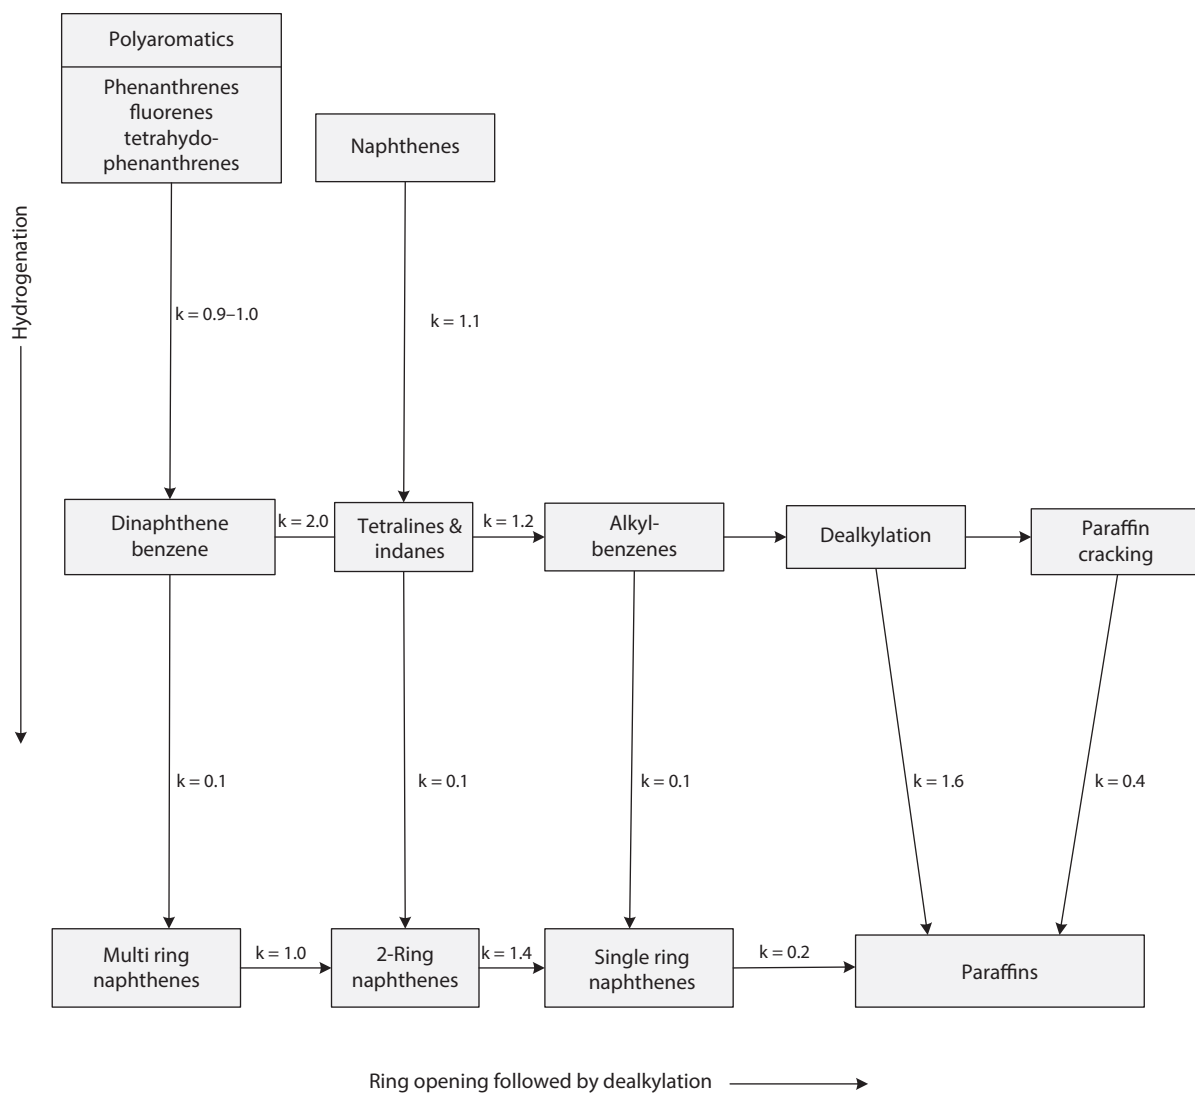 Polyaromatics
Phenanthrenes
fluorenes
tetrahydo-
phenanthrenes
Naphthenes
Hydrogenation
k = 0.9–1.0
k = 1.1
Dinaphthene
benzene
k = 2.0
Tetralines &
indanes
k = 1.2
Alkyl-
benzenes
Dealkylation
Paraffin
cracking
k = 0.1
k = 0.1
k = 0.1
k = 1.6
k = 0.4
Multi ring
naphthenes
k = 1.0
2-Ring
naphthenes
k = 1.4
Single ring
naphthenes
k = 0.2
Paraffins
Ring opening followed by dealkylation